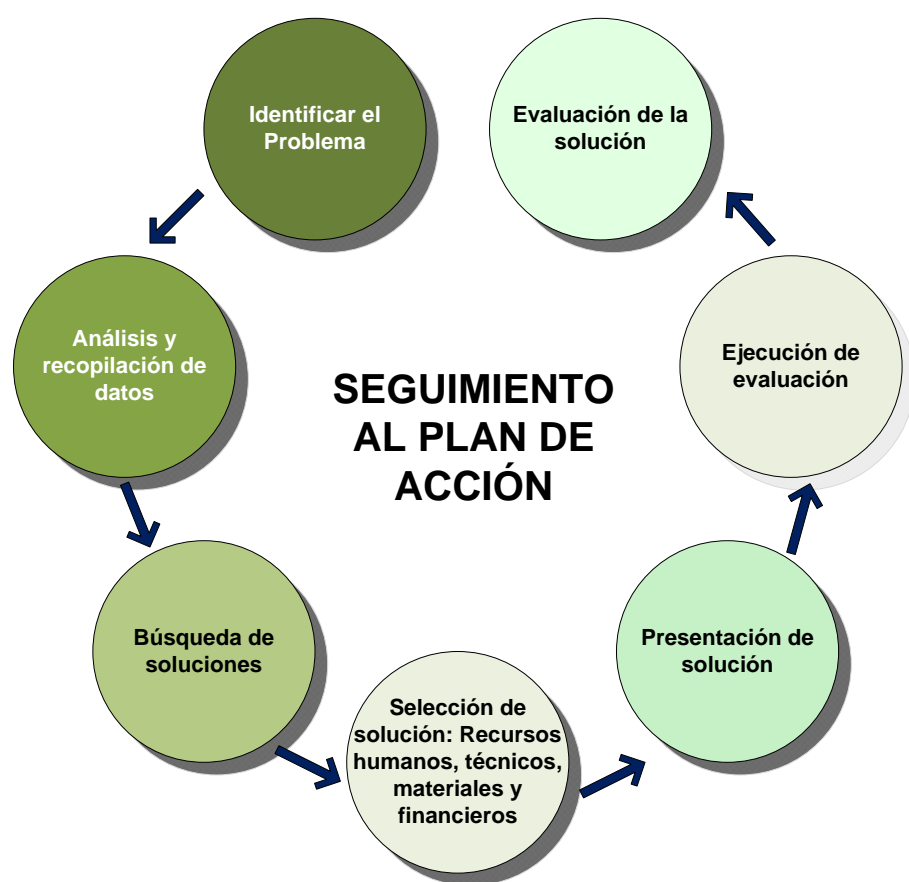 Identificar el
Problema
Análisis y
recopilación de
datos
Búsqueda de
soluciones
Selección de
solución: Recursos
humanos, técnicos,
materiales y
financieros
Presentación de
solución
Ejecución de
evaluación
Evaluación de la
solución
SEGUIMIENTO
AL PLAN DE
ACCIÓN